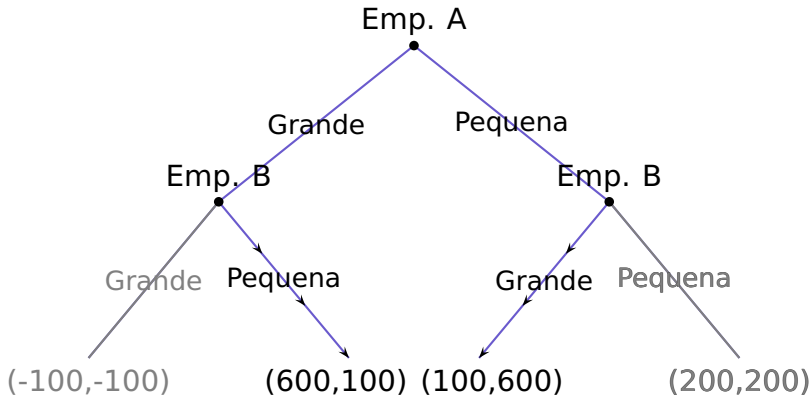 Emp. A
Grande
Pequena
Emp. B
Emp. B
Grande
Pequena
Grande
Pequena
(-100,-100)
(600,100)
(100,600)
(200,200)